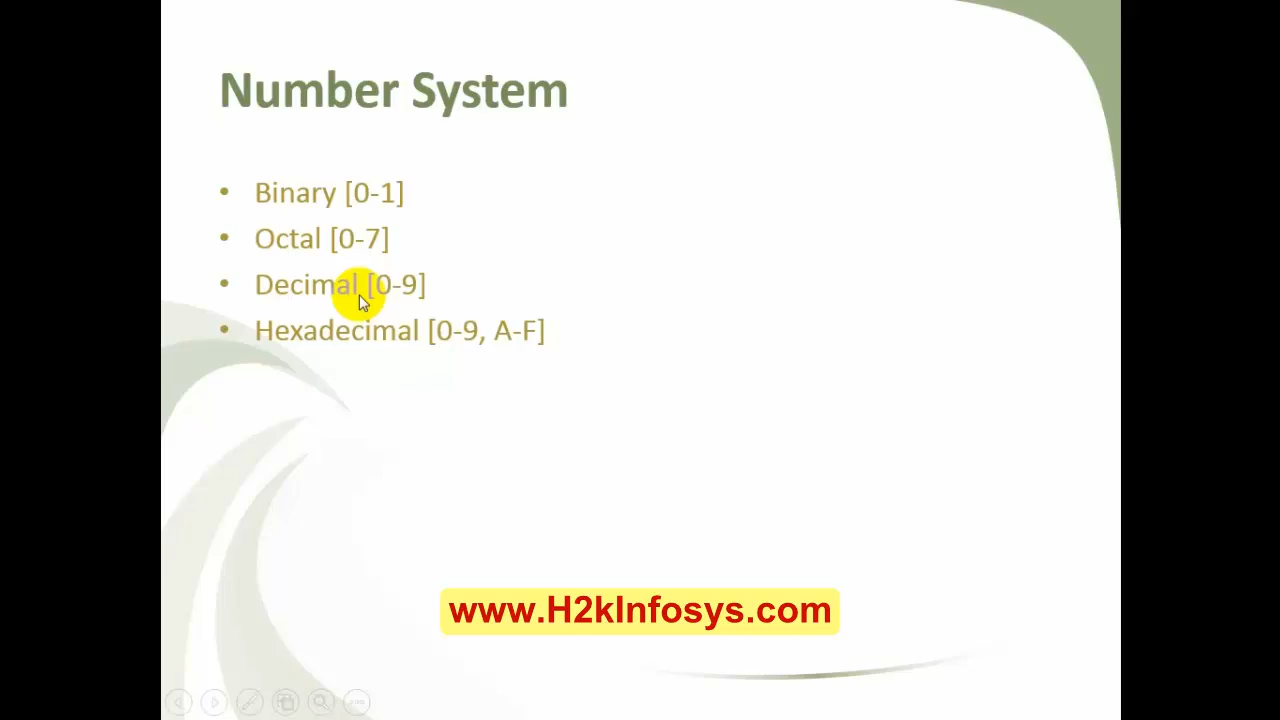 Number System
• Binary [0-1]
• Octal [0-7]
• Decimal [0-9]
• Hexadecimal [0-9, A-F]
www.H2kInfosys.com